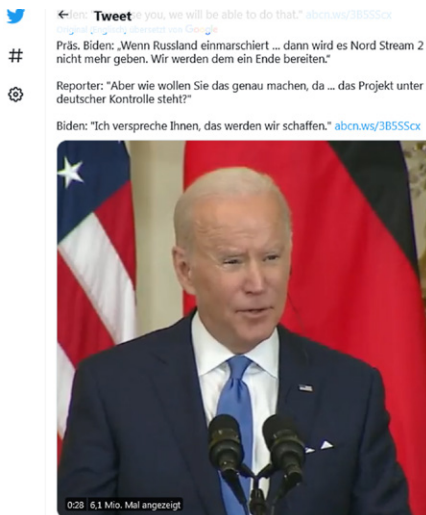 Tweet
you, we will be able to do that." abcn.ws/3B5SScx
Google
Präs. Biden: „Wenn Russland einmarschiert ... dann wird es Nord Stream 2
nicht mehr geben. Wir werden dem ein Ende bereiten."
Reporter: "Aber wie wollen Sie das genau machen, da ... das Projekt unter
deutscher Kontrolle steht?"
Biden: "Ich verspreche Ihnen, das werden wir schaffen." abcn.ws/3B5SScx
0:28 6,1 Mio. Mal angezeigt